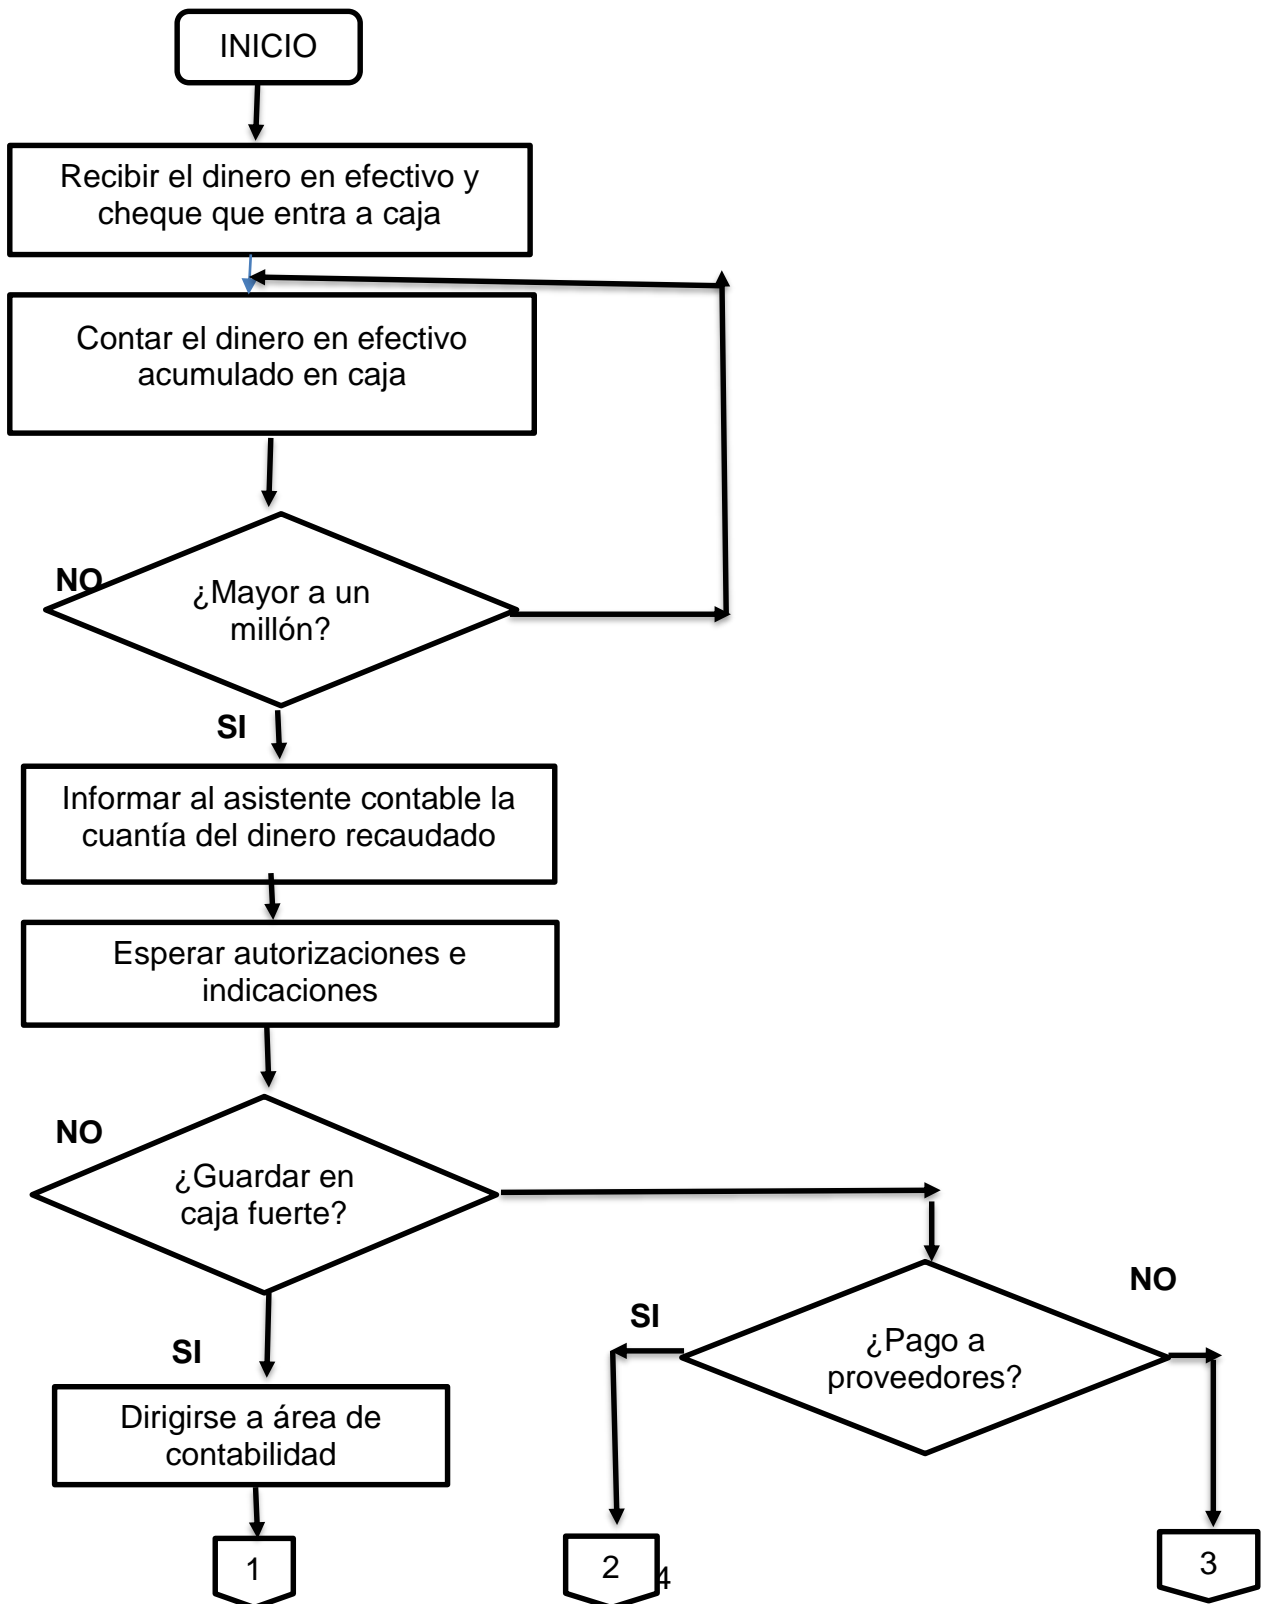 INICIO
Recibir el dinero en efectivo y
cheque que entra a caja
Contar el dinero en efectivo
acumulado en caja
NO
¿Mayor a un
millón?
SI
Informar al asistente contable la
cuantía del dinero recaudado
Esperar autorizaciones e
indicaciones
NO
¿Guardar en
caja fuerte?
SI
Dirigirse a área de
contabilidad
SI
NO
¿Pago a
proveedores?
1
2
4
3